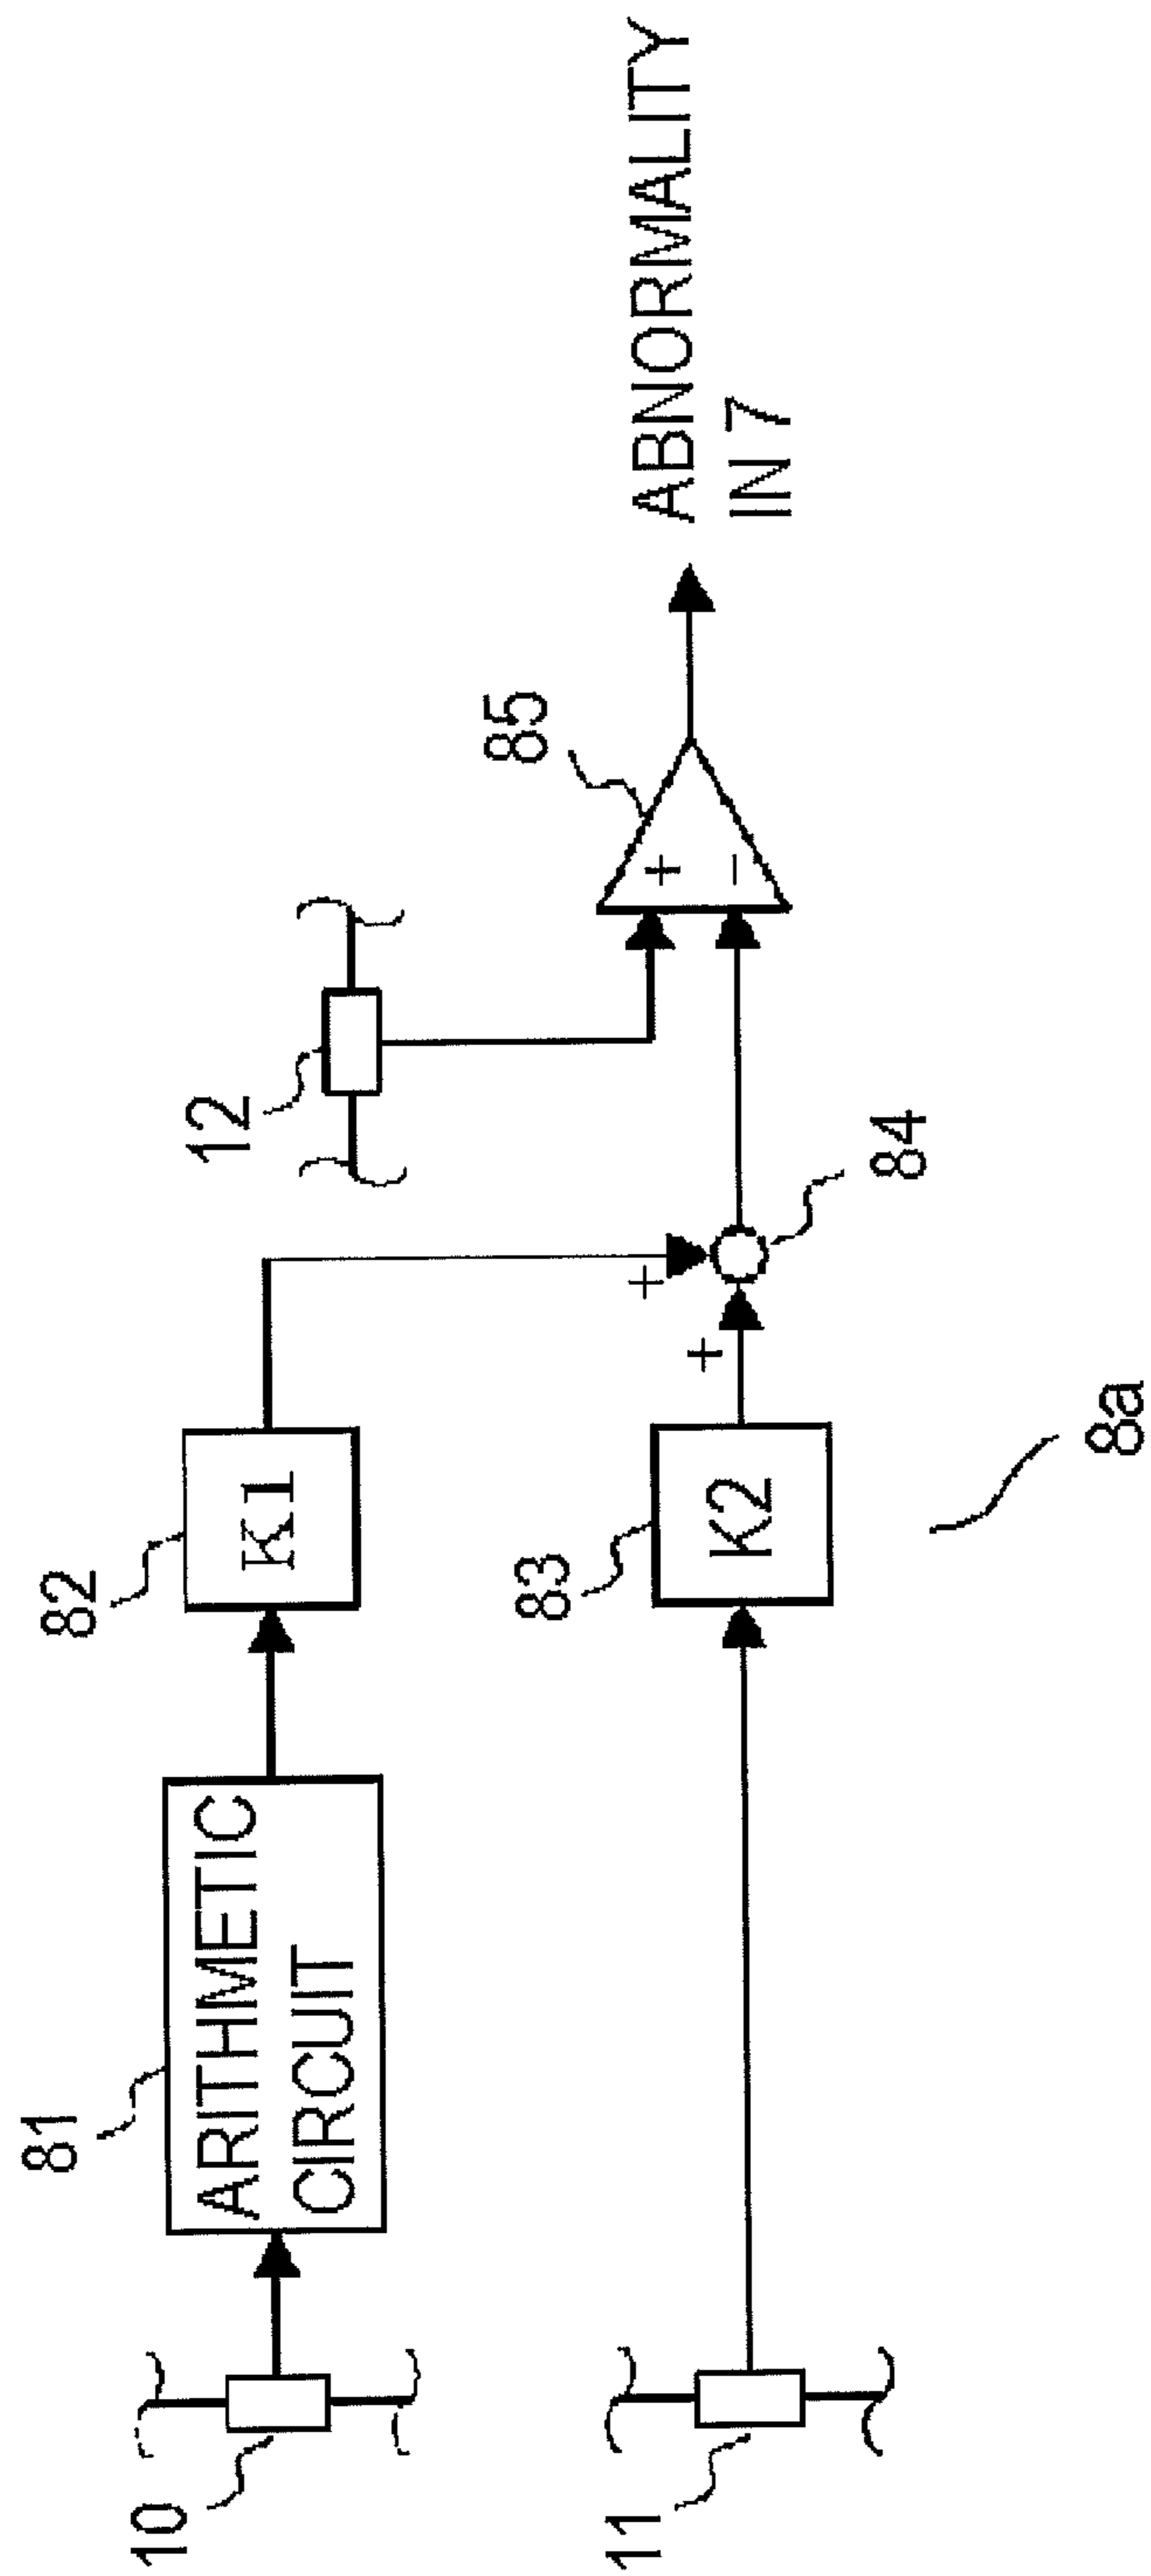 10
81
ARITHMETIC
CIRCUIT
82
K1
12
85
+
−
ABNORMALITY
IN 7
11
83
K2
+
+
84
8a